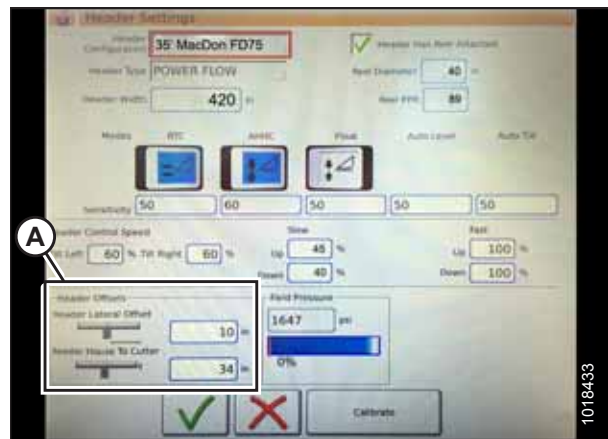 Header Settings
Header Configuration 35' MacDon FD75 Header Has Reel Attached
Header Type POWER FLOW Reel Diameter 40 in
Header Width 420 in Reel PPR 89
Modes RTC AHHC Float Auto Level Auto Tilt
Sensitivity 50 60 50 50 50
Header Control Speed Slow Fast
Tilt Left 60 % Tilt Right 60 % Up 45 % Up 100 %
Down 40 % Down 100 %
A
Header Offsets Field Pressure
Header Lateral Offset
10 in 1647 psi
Feeder House To Cutter
34 in 0%
Calibrate
1018433